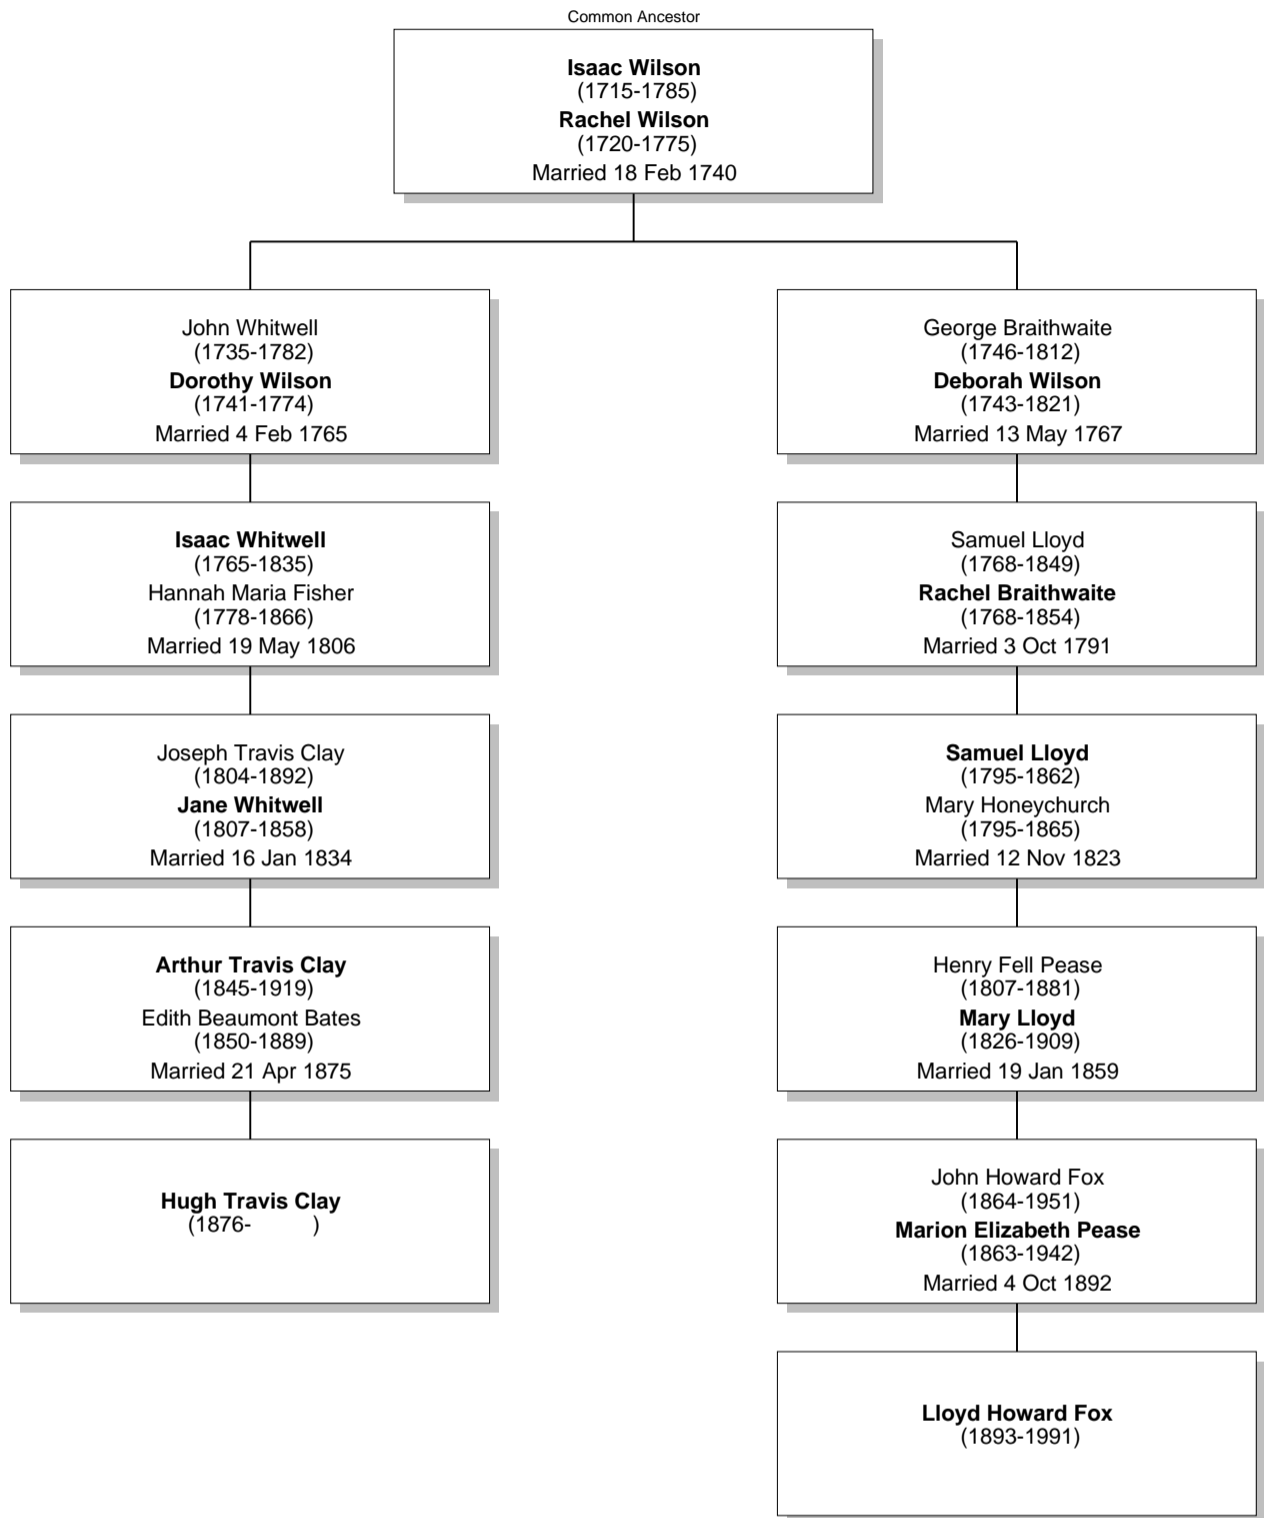 Common Ancestor
Isaac Wilson
(1715-1785)
Rachel Wilson
(1720-1775)
Married 18 Feb 1740
John Whitwell
(1735-1782)
Dorothy Wilson
(1741-1774)
Married 4 Feb 1765
George Braithwaite
(1746-1812)
Deborah Wilson
(1743-1821)
Married 13 May 1767
Isaac Whitwell
(1765-1835)
Hannah Maria Fisher
(1778-1866)
Married 19 May 1806
Samuel Lloyd
(1768-1849)
Rachel Braithwaite
(1768-1854)
Married 3 Oct 1791
Joseph Travis Clay
(1804-1892)
Jane Whitwell
(1807-1858)
Married 16 Jan 1834
Samuel Lloyd
(1795-1862)
Mary Honeychurch
(1795-1865)
Married 12 Nov 1823
Arthur Travis Clay
(1845-1919)
Edith Beaumont Bates
(1850-1889)
Married 21 Apr 1875
Henry Fell Pease
(1807-1881)
Mary Lloyd
(1826-1909)
Married 19 Jan 1859
Hugh Travis Clay
(1876- )
John Howard Fox
(1864-1951)
Marion Elizabeth Pease
(1863-1942)
Married 4 Oct 1892
Lloyd Howard Fox
(1893-1991)